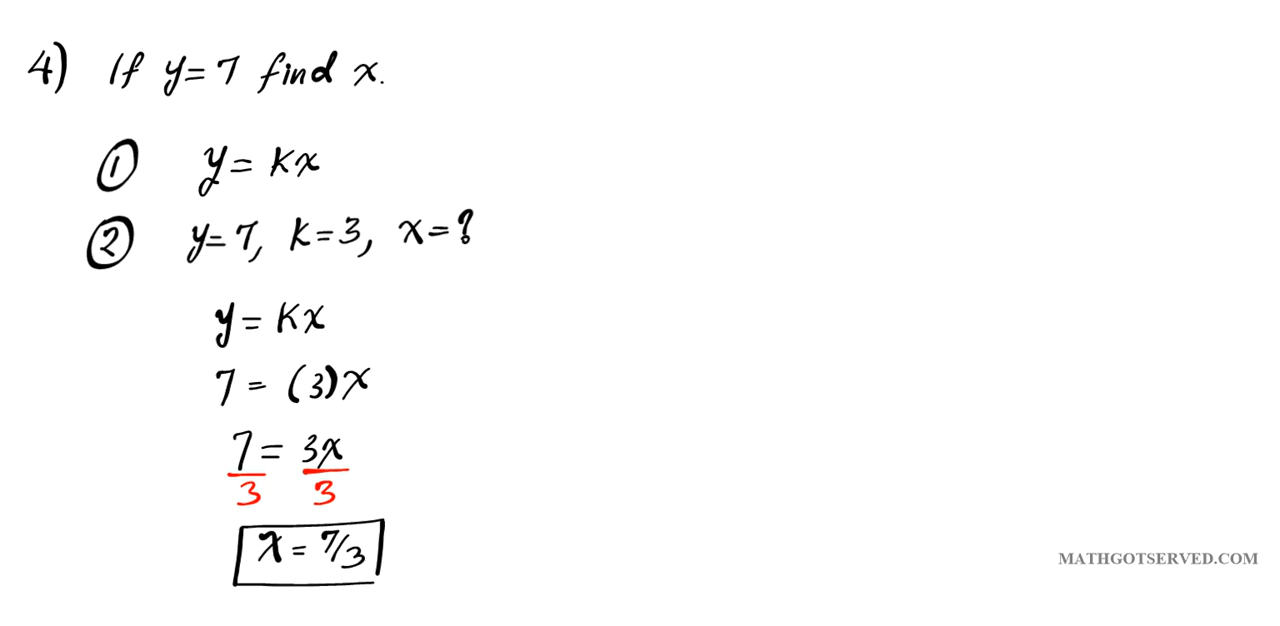 4) If y=7 find x.
① y= kx
② y=7, k=3, x=?
y= kx
7 = (3)x
7 = 3x
3 3
x = 7/3
MATHGOTSERVED.COM